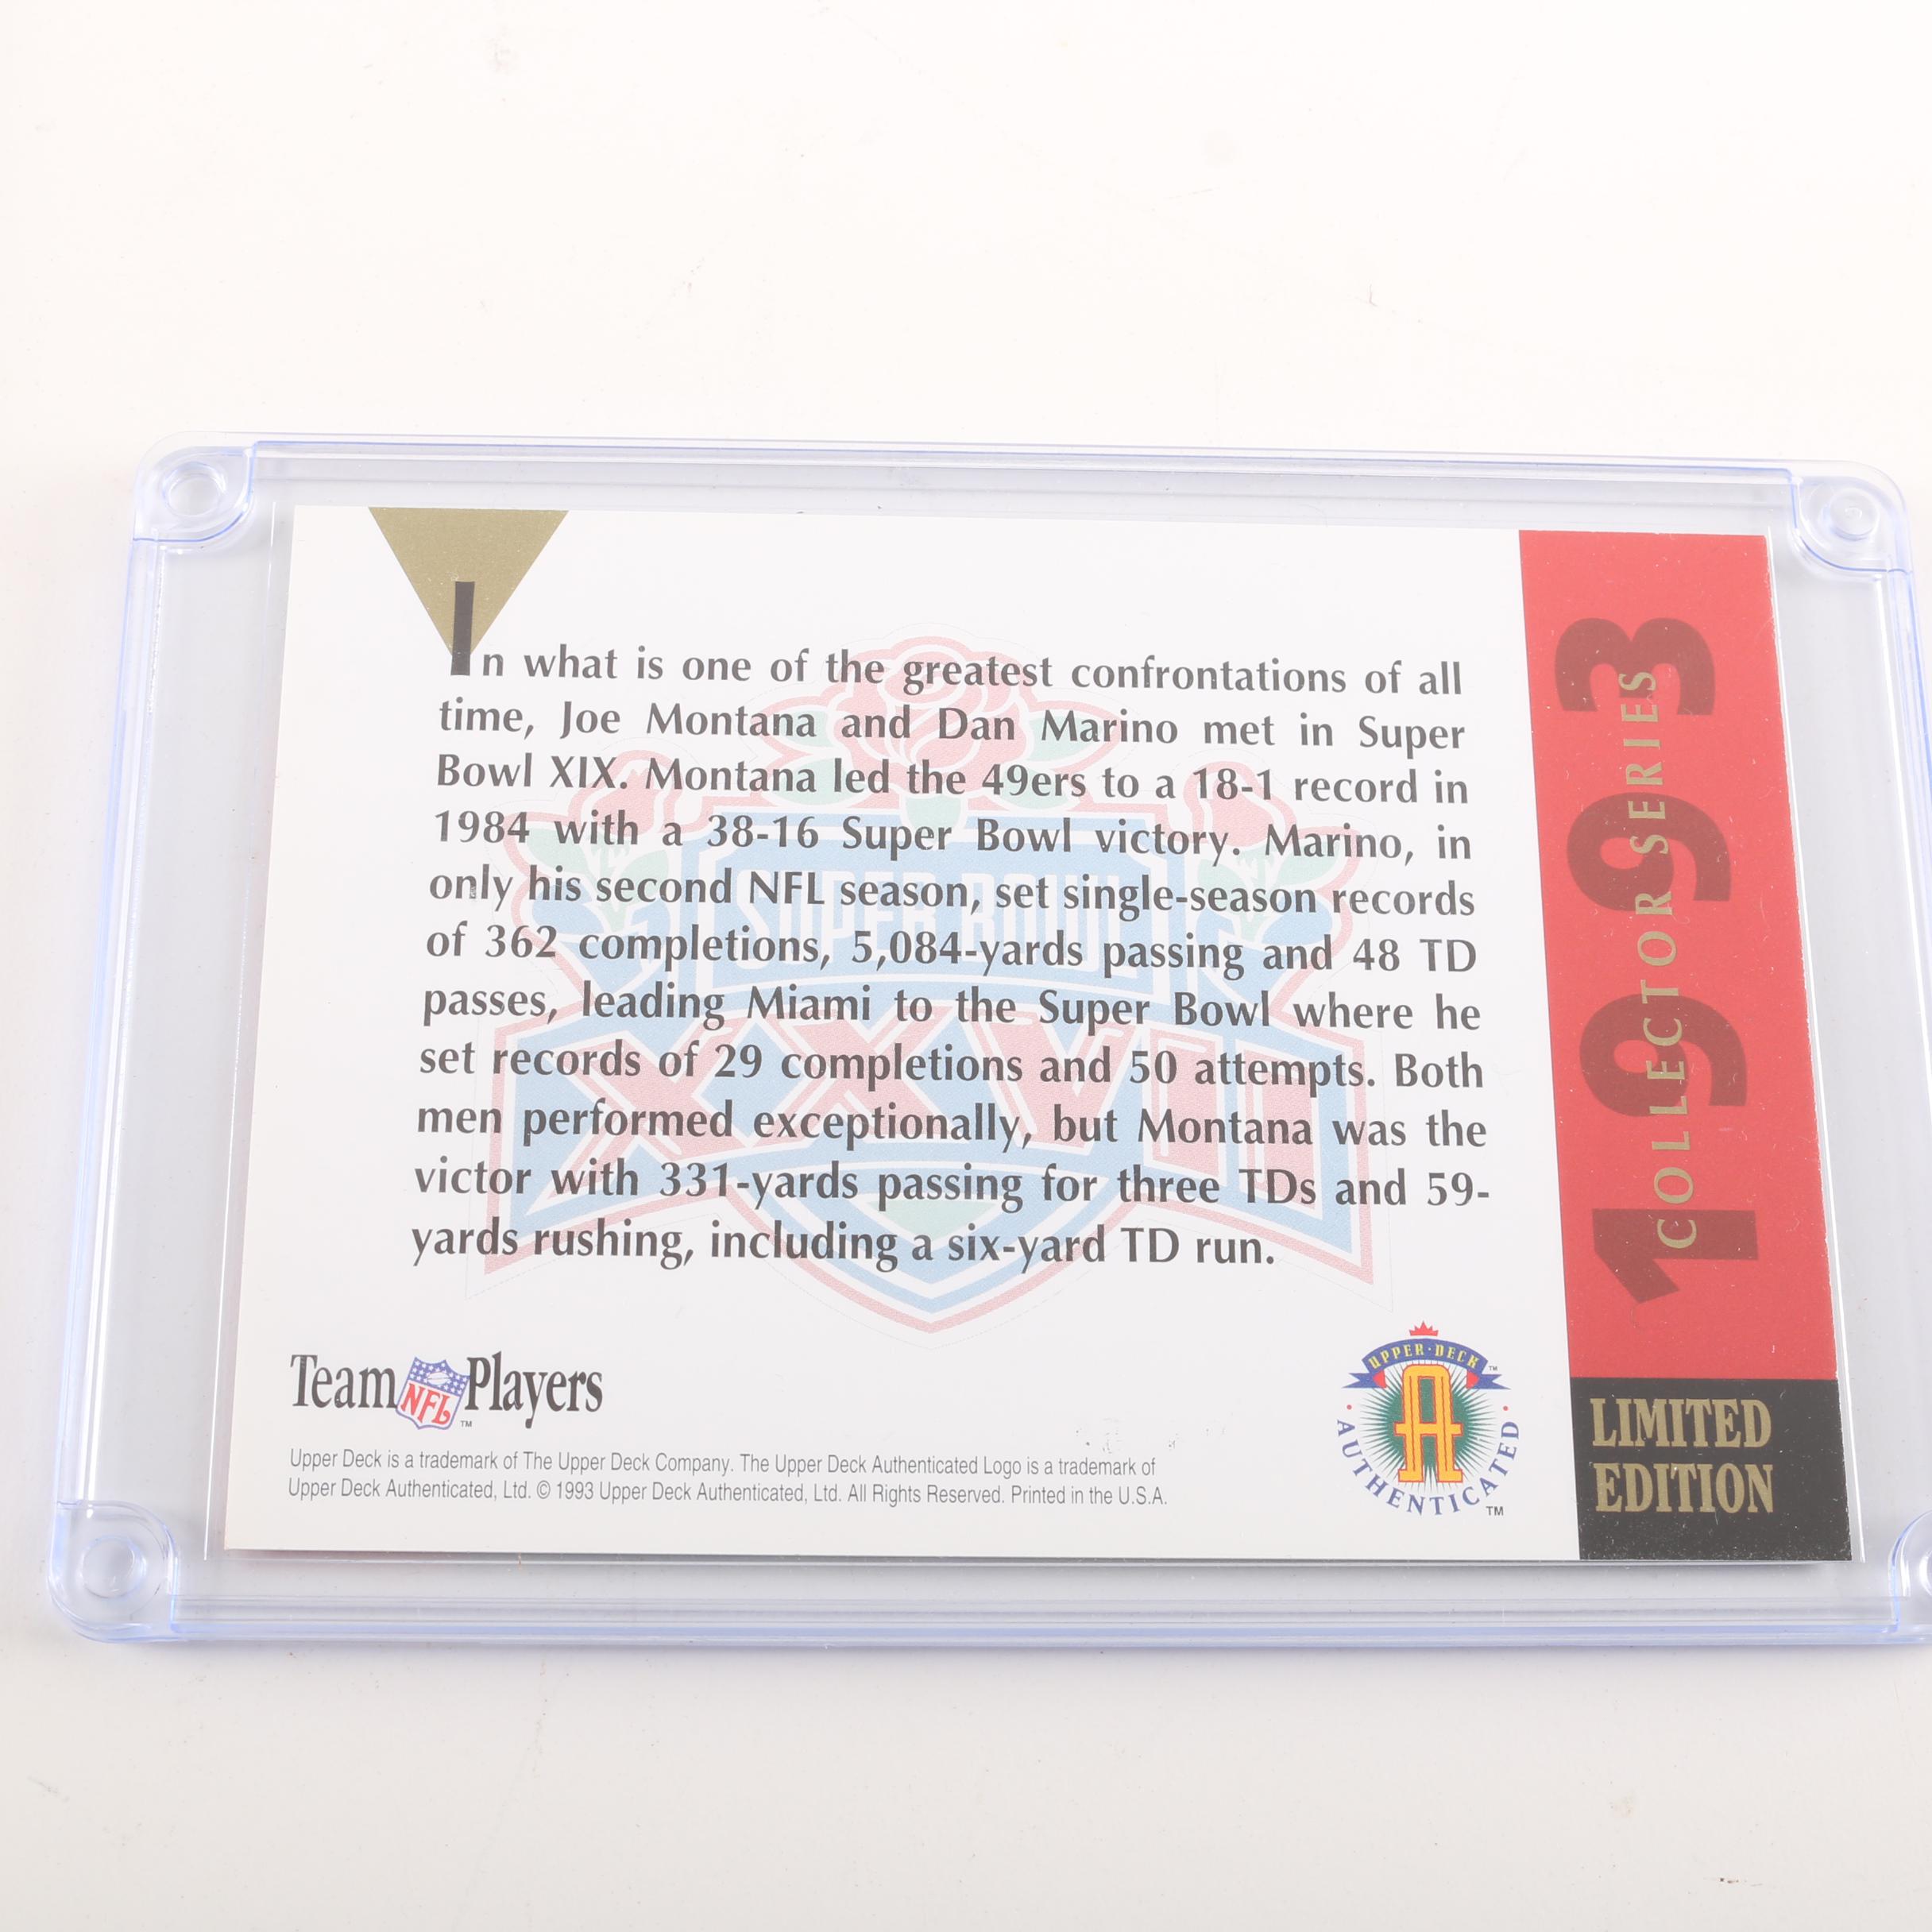 In what is one of the greatest confrontations of all
time, Joe Montana and Dan Marino met in Super
Bowl XIX. Montana led the 49ers to a 18-1 record in
1984 with a 38-16 Super Bowl victory. Marino, in
only his second NFL season, set single-season records
of 362 completions, 5,084-yards passing and 48 TD
passes, leading Miami to the Super Bowl where he
set records of 29 completions and 50 attempts. Both
men performed exceptionally, but Montana was the
victor with 331-yards passing for three TDs and 59-
yards rushing, including a six-yard TD run.
SUPER BOWL
XXVII
Team NFL Players
TM
Upper Deck is a trademark of The Upper Deck Company. The Upper Deck Authenticated Logo is a trademark of
Upper Deck Authenticated, Ltd. © 1993 Upper Deck Authenticated, Ltd. All Rights Reserved. Printed in the U.S.A.
UPPER·DECK TM
A
AUTHENTICATED TM
1993
COLLECTOR SERIES
LIMITED
EDITION